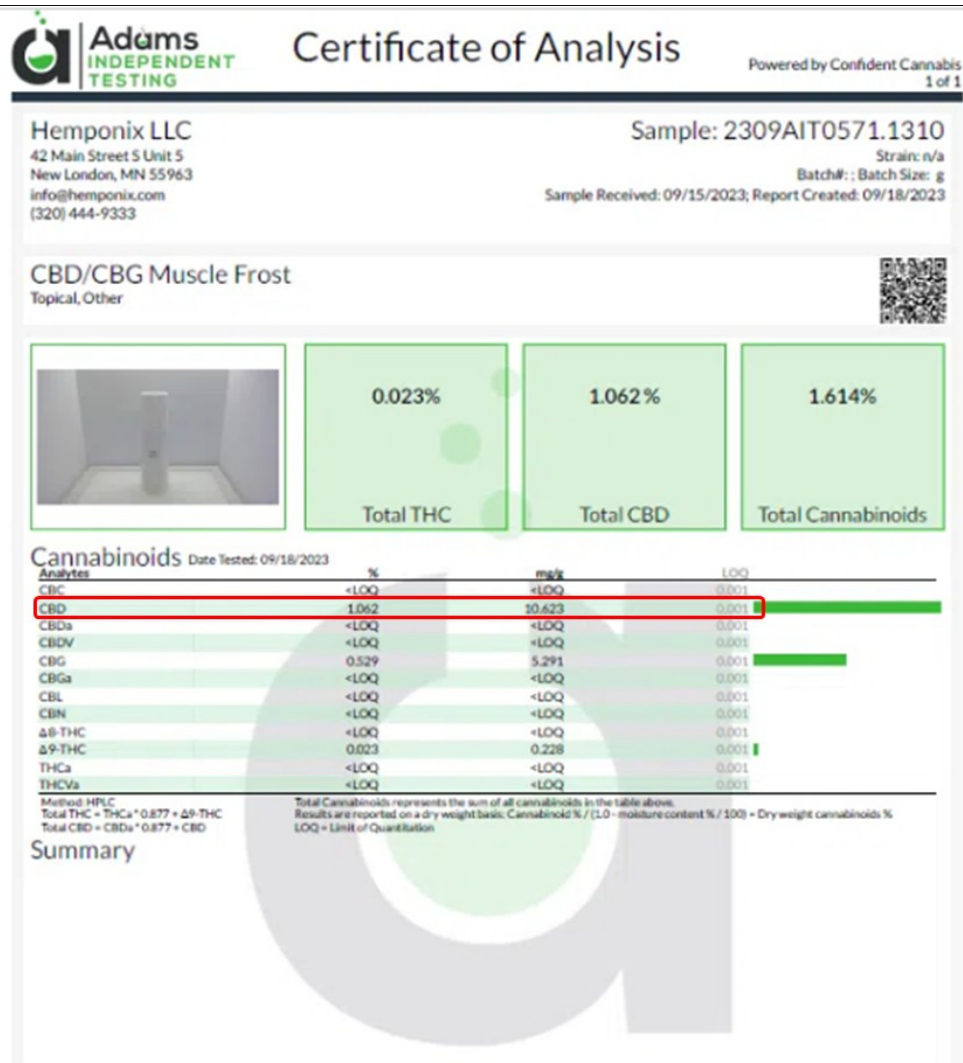 Adams
INDEPENDENT
TESTING
Certificate of Analysis
Powered by Confident Cannabis
1 of 1
Hemponix LLC
42 Main Street S Unit 5
New London, MN 55963
info@hemponix.com
(320) 444-9333
Sample: 2309AIT0571.1310
Strain: n/a
Batch#: ; Batch Size: g
Sample Received: 09/15/2023; Report Created: 09/18/2023
CBD/CBG Muscle Frost
Topical, Other
0.023%
Total THC
1.062%
Total CBD
1.614%
Total Cannabinoids
Cannabinoids Date Tested: 09/18/2023
Analytes % mg/g LOQ
CBC <LOQ <LOQ 0.001
CBD 1.062 10.623 0.001
CBDa <LOQ <LOQ 0.001
CBDV <LOQ <LOQ 0.001
CBG 0.529 5.291 0.001
CBGa <LOQ <LOQ 0.001
CBL <LOQ <LOQ 0.001
CBN <LOQ <LOQ 0.001
Δ8-THC <LOQ <LOQ 0.001
Δ9-THC 0.023 0.228 0.001
THCa <LOQ <LOQ 0.001
THCVa <LOQ <LOQ 0.001
Method: HPLC
Total THC = THCa * 0.877 + Δ9-THC
Total CBD = CBDa * 0.877 + CBD
Total Cannabinoids represents the sum of all cannabinoids in the table above.
Results are reported on a dry weight basis: Cannabinoid % / (1.0 - moisture content % / 100) = Dry weight cannabinoids %
LOQ = Limit of Quantitation
Summary